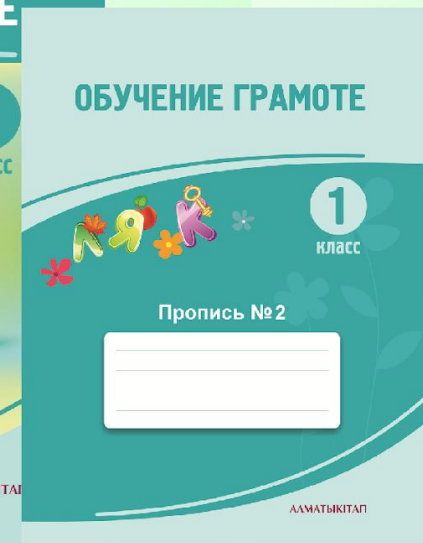 ОБУЧЕНИЕ ГРАМОТЕ
1
класс
Л Я К
Пропись №2
АЛМАТЫКІТАП